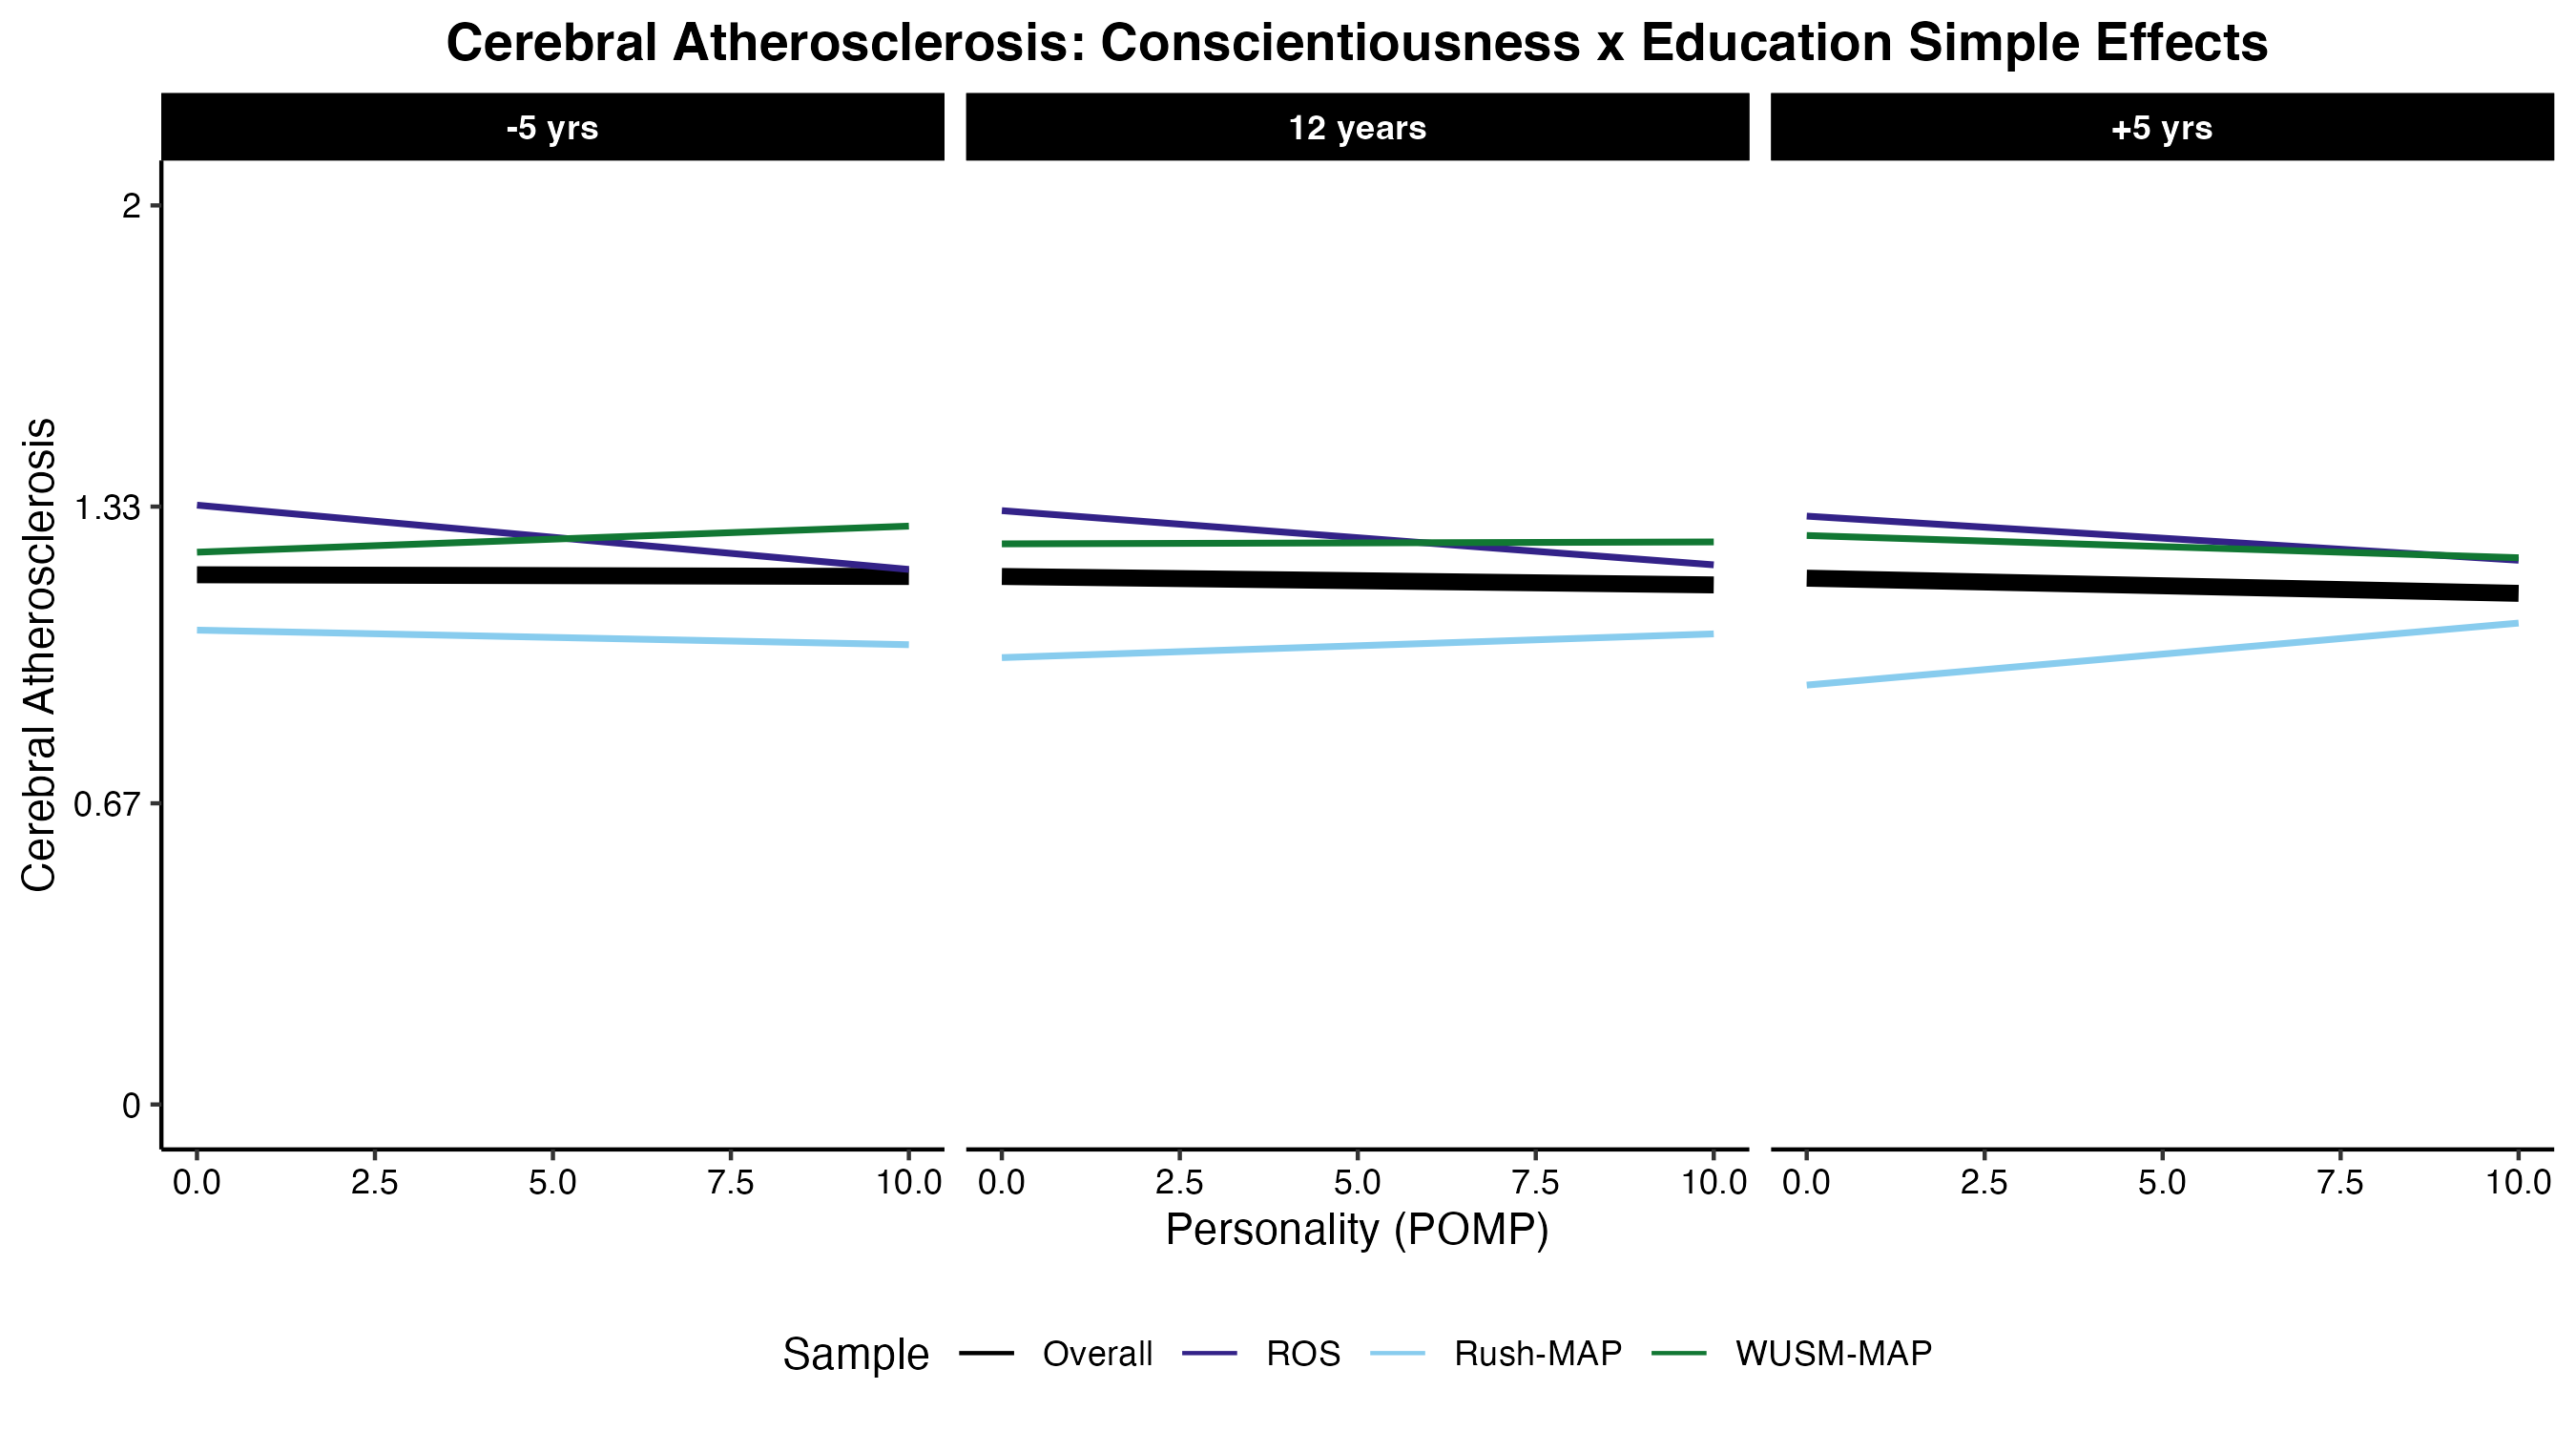 Cerebral Atherosclerosis: Conscientiousness x Education Simple Effects
-5 yrs 12 years +5 yrs
Cerebral Atherosclerosis
2
1.33
0.67
0
0.0 2.5 5.0 7.5 10.0 0.0 2.5 5.0 7.5 10.0 0.0 2.5 5.0 7.5 10.0
Personality (POMP)
Sample Overall ROS Rush-MAP WUSM-MAP